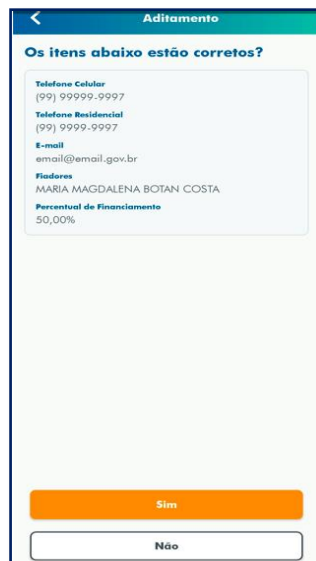 Aditamento
Os itens abaixo estão corretos?
Telefone Celular
(99) 99999-9997
Telefone Residencial
(99) 9999-9997
E-mail
email@email.gov.br
Fiadores
MARIA MAGDALENA BOTAN COSTA
Percentual de Financiamento
50,00%
Sim
Não